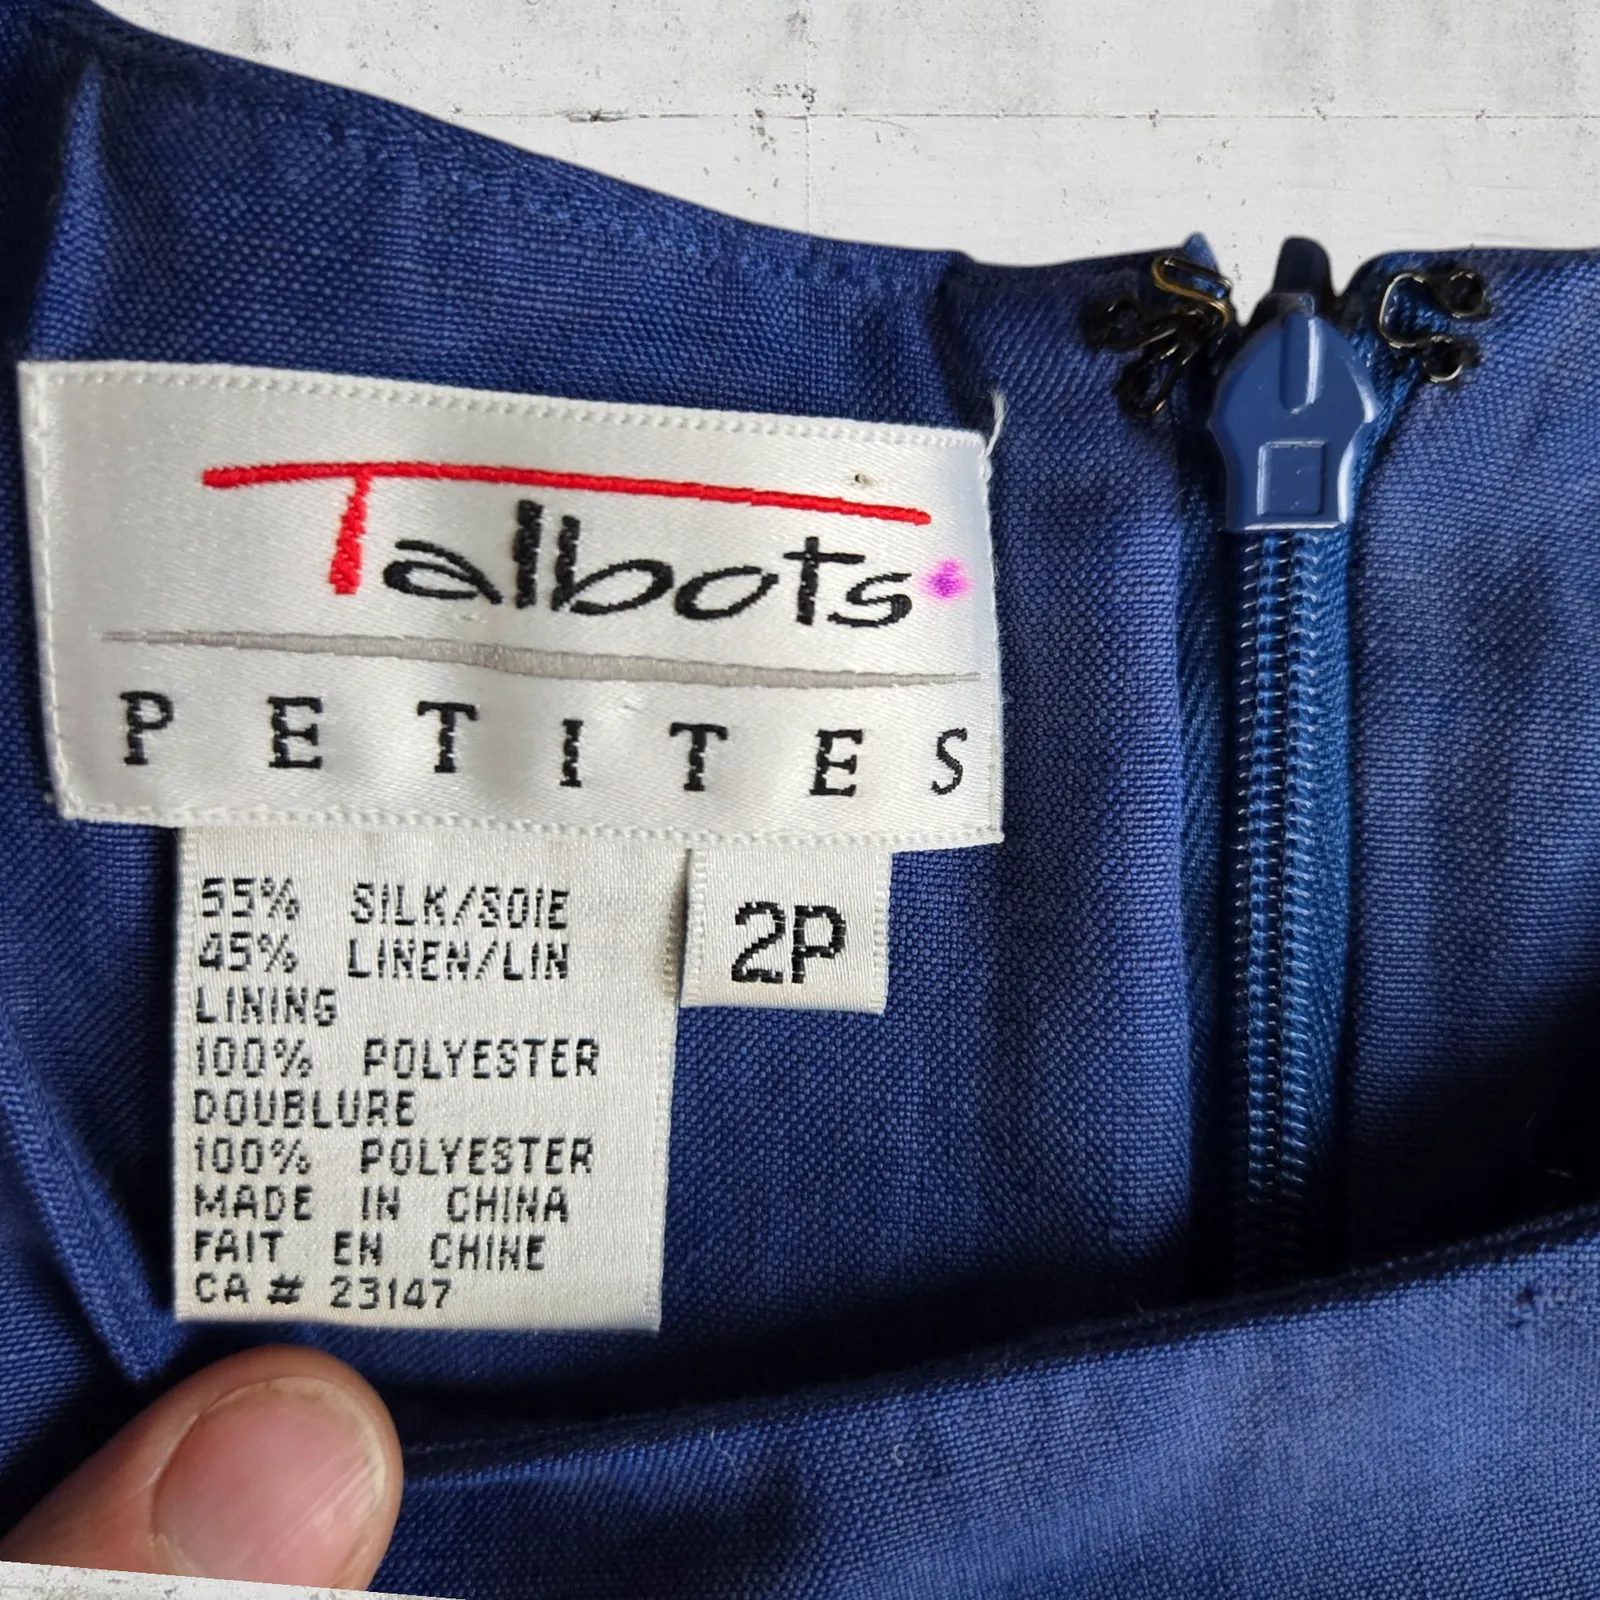 Talbots
PETITES
55% SILK/SOIE
45% LINEN/LIN
LINING
100% POLYESTER
DOUBLURE
100% POLYESTER
MADE IN CHINA
FAIT EN CHINE
CA # 23147
2P